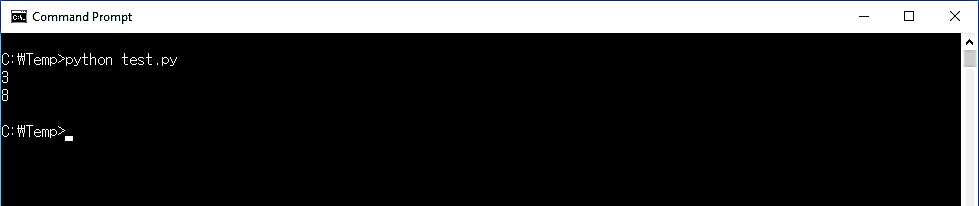 Command Prompt
C:₩Temp>python test.py
3
8
C:₩Temp>